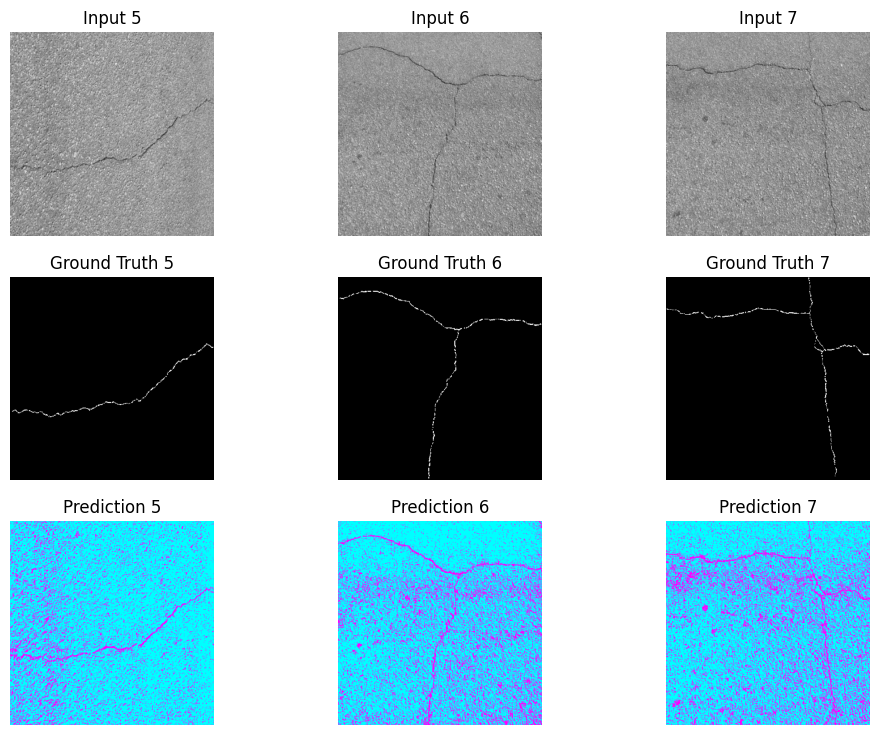 Input 5
Input 6
Input 7
Ground Truth 5
Ground Truth 6
Ground Truth 7
Prediction 5
Prediction 6
Prediction 7